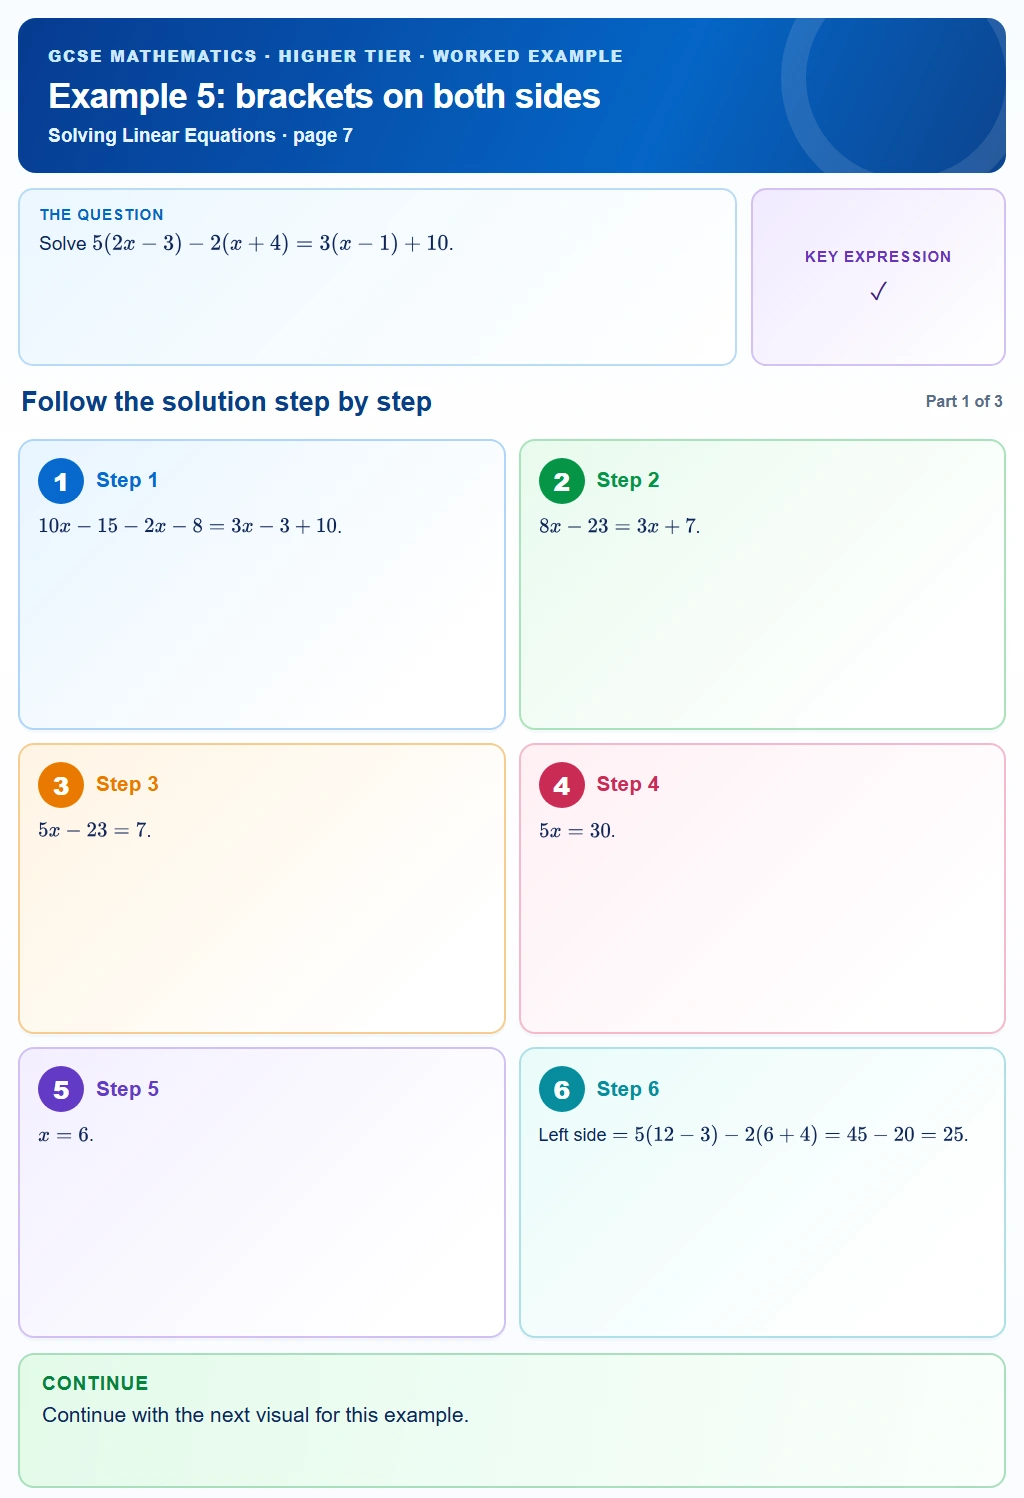 GCSE MATHEMATICS · HIGHER TIER · WORKED EXAMPLE
Example 5: brackets on both sides
Solving Linear Equations · page 7
THE QUESTION
Solve 5(2x − 3) − 2(x + 4) = 3(x − 1) + 10.
KEY EXPRESSION
✓
Follow the solution step by step
Part 1 of 3
1 Step 1
10x − 15 − 2x − 8 = 3x − 3 + 10.
2 Step 2
8x − 23 = 3x + 7.
3 Step 3
5x − 23 = 7.
4 Step 4
5x = 30.
5 Step 5
x = 6.
6 Step 6
Left side = 5(12 − 3) − 2(6 + 4) = 45 − 20 = 25.
CONTINUE
Continue with the next visual for this example.